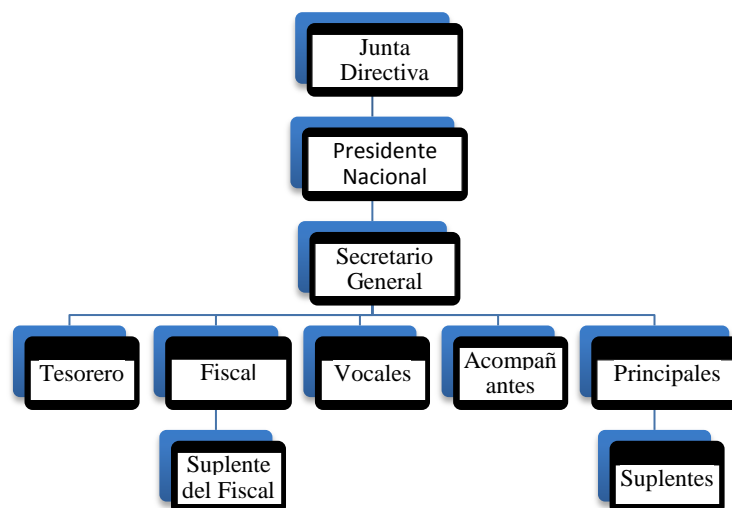 Junta
Directiva
Presidente
Nacional
Secretario
General
Tesorero
Fiscal
Vocales
Acompañ
antes
Principales
Suplente
del Fiscal
Suplentes